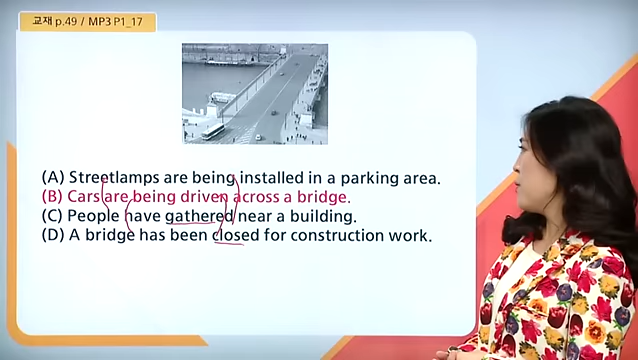 교재 p.49 / MP3 P1_17
(A) Streetlamps are being installed in a parking area.
(B) Cars are being driven across a bridge.
(C) People have gathered near a building.
(D) A bridge has been closed for construction work.